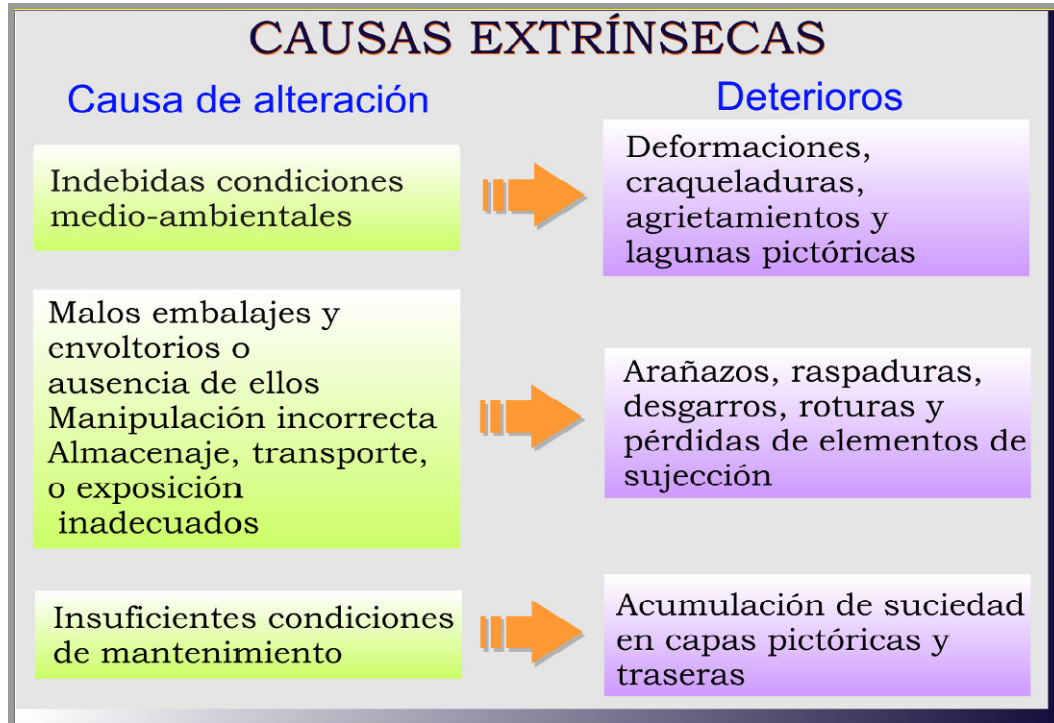 CAUSAS EXTRÍNSECAS
Causa de alteración
Deterioros
Indebidas condiciones
medio-ambientales
Deformaciones,
craqueladuras,
agrietamientos y
lagunas pictóricas
Malos embalajes y
cnvoltorios o
ausencia de ellos
Manipulación incorrecta
Almacenaje, transporte,
o exposición
inadecuados
Arañazos, raspaduras,
desgarros, roturas y
pérdidas de elementos de
sujección
Insuficientes condiciones
de mantenimiento
Acumulación de suciedad
en capas pictóricas y
traseras